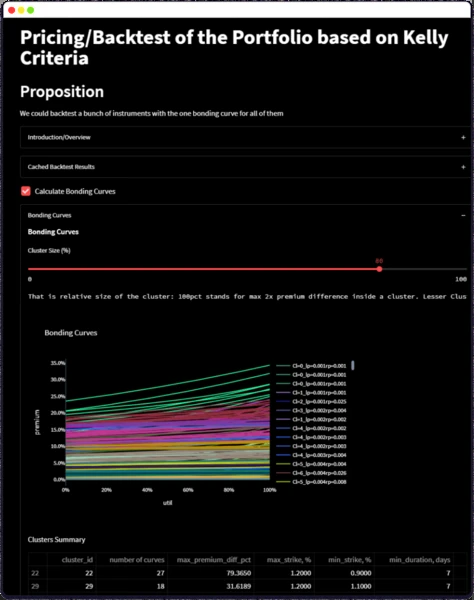 Pricing/Backtest of the Portfolio based on Kelly
Criteria
Proposition
We could backtest a bunch of instruments with the one bonding curve for all of them
Introduction/Overview +
Cached Backtest Results +
Calculate Bonding Curves
Bonding Curves −
Bonding Curves
Cluster Size (%)
0 100
That is relative size of the cluster: 100pct stands for max 2x premium difference inside a cluster. Lesser Clus
Bonding Curves
35.0%
30.0%
25.0%
20.0%
15.0%
10.0%
5.0%
0.0%
premium
0% 20% 40% 60% 80% 100%
util
Cl=0_lp=0.001rp=0.001
Cl=0_lp=0.001rp=0.001
Cl=0_lp=0.001rp=0.001
Cl=1_lp=0.001rp=0.001
Cl=2_lp=0.001rp=0.025
Cl=3_lp=0.002rp=0.004
Cl=4_lp=0.002rp=0.002
Cl=4_lp=0.002rp=0.002
Cl=4_lp=0.002rp=0.003
Cl=4_lp=0.002rp=0.003
Cl=4_lp=0.003rp=0.004
Cl=5_lp=0.004rp=0.004
Cl=6_lp=0.004rp=0.026
Cl=5_lp=0.004rp=0.008
Clusters Summary
cluster_id number of curves max_premium_diff_pct max_strike, % min_strike, % min_duration, days
22 22 27 79.3650 1.2000 0.9000 7
29 29 18 31.6189 1.2000 1.1000 7